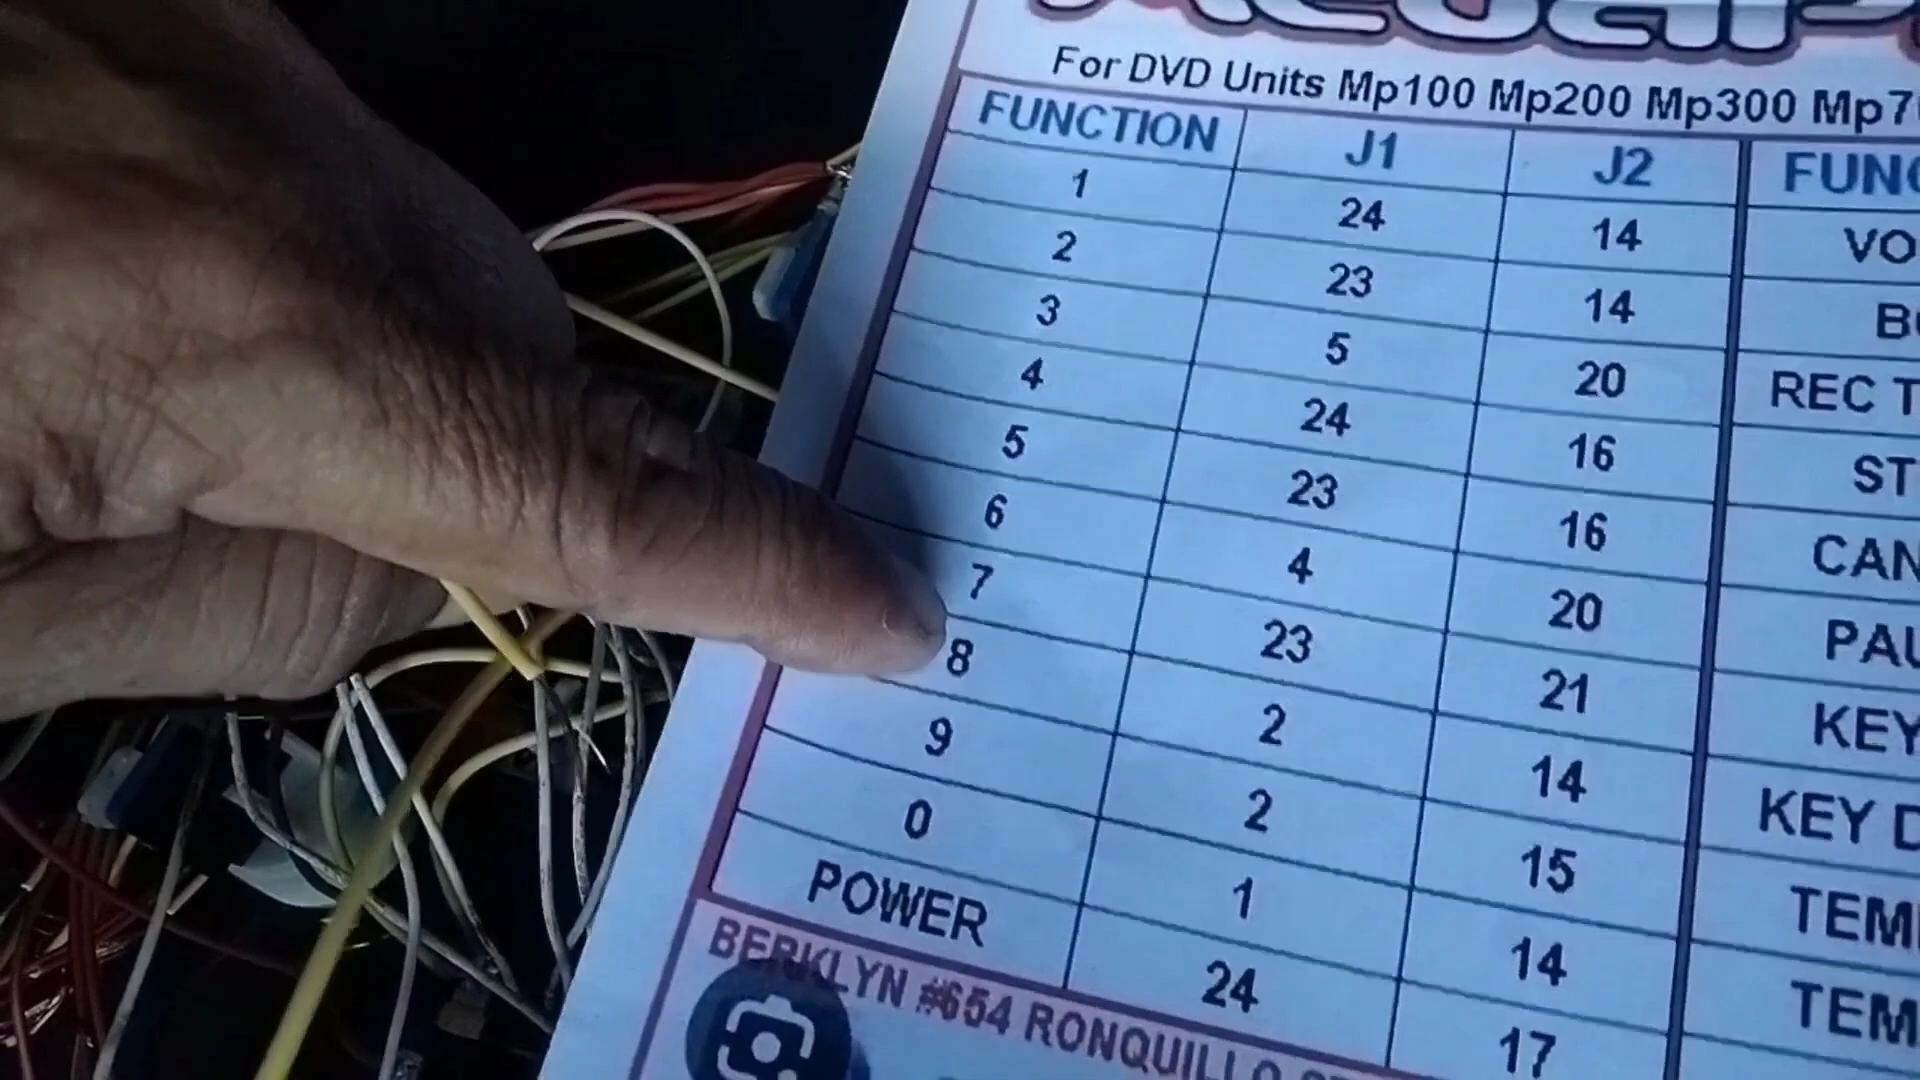 For DVD Units Mp100 Mp200 Mp300 Mp7
FUNCTION J1 J2 FUNC
1 24 14 VO
2 23 14 B
3 5 20 REC T
4 24 16 ST
5 23 16 CAN
6 4 20 PAU
7 23 21 KEY
8 2 14 KEY D
9 2 15 TEM
0 1 14 TEM
POWER 24 17
BERKLYN #654 RONQUILLO